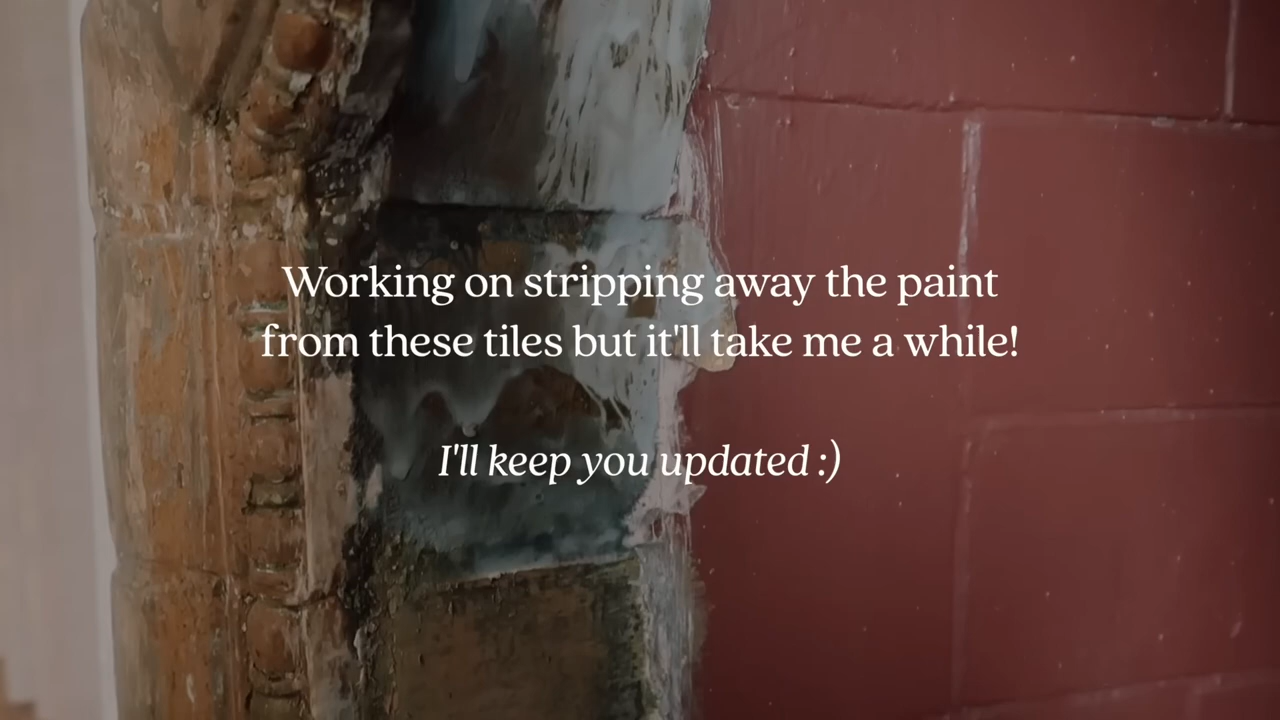 Working on stripping away the paint
from these tiles but it'll take me a while!
I'll keep you updated :)